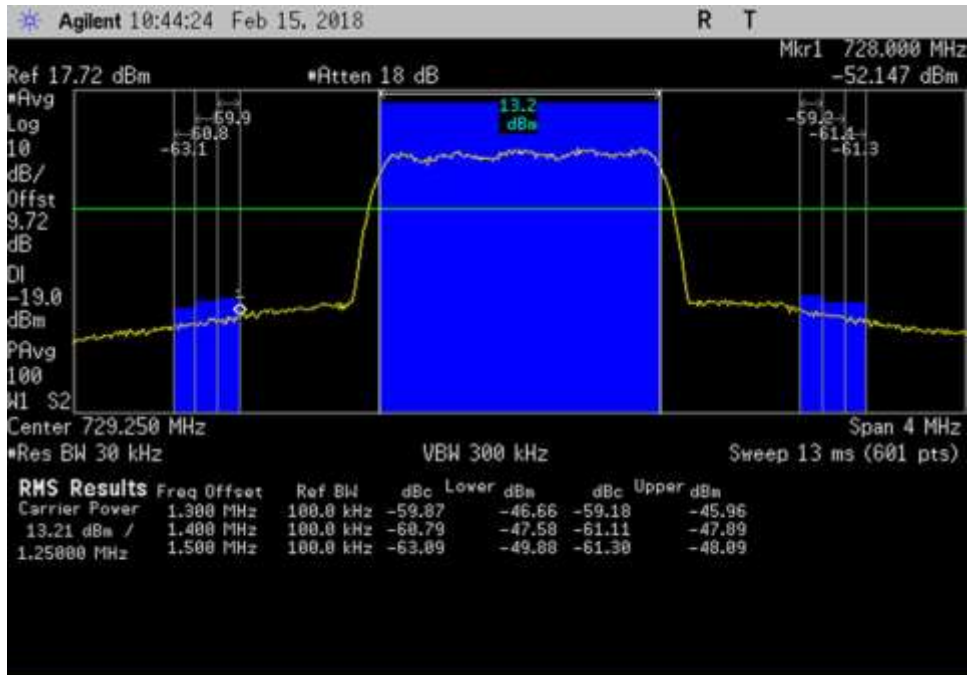 Agilent 10:44:24 Feb 15, 2018 R T
Mkr1 728.000 MHz
Ref 17.72 dBm *Atten 18 dB -52.147 dBm
*Avg
Log
10
dB/
Offst
9.72
dB
DI
-19.0
dBm
PAvg
100
W1 S2
13.2
dBm
-59.9
-60.8
-63.1
-59.2
-61.1
-61.3
1
Center 729.250 MHz Span 4 MHz
*Res BW 30 kHz VBW 300 kHz Sweep 13 ms (601 pts)
RMS Results Freq Offset Ref BW dBc Lower dBm dBc Upper dBm
Carrier Power 1.300 MHz 100.0 kHz -59.87 -46.66 -59.18 -45.96
13.21 dBm / 1.400 MHz 100.0 kHz -60.79 -47.58 -61.11 -47.89
1.25000 MHz 1.500 MHz 100.0 kHz -63.09 -49.88 -61.30 -48.09